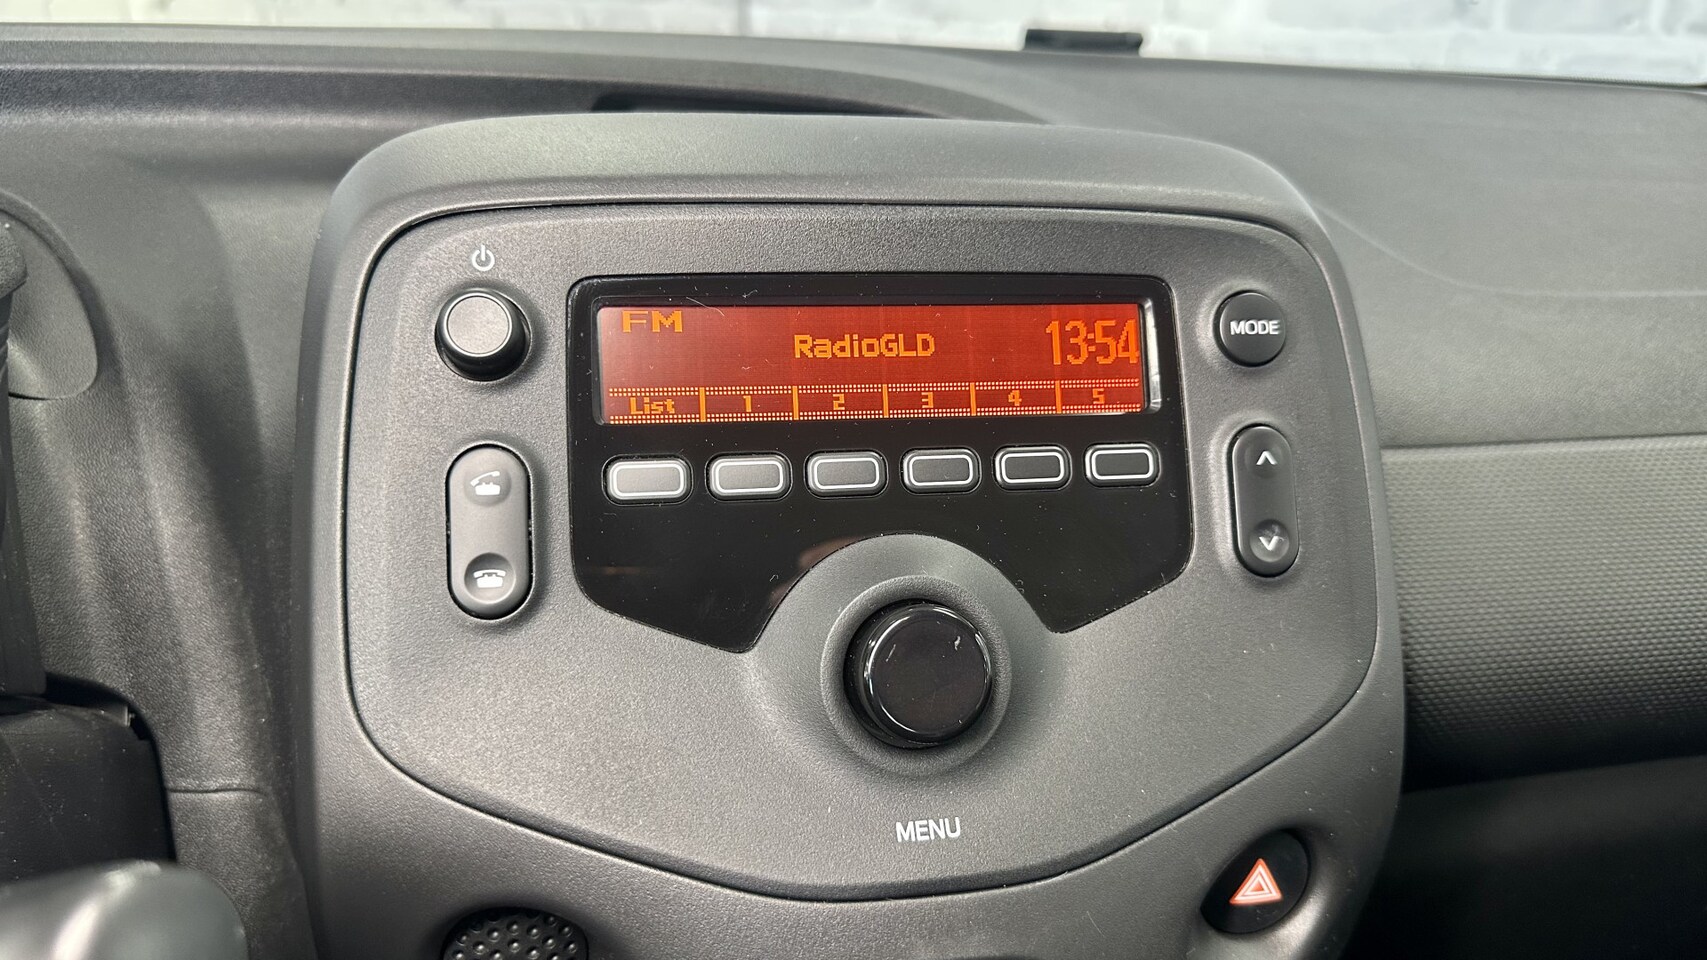 FM
RadioGLD
13:54
List 1 2 3 4 5
MODE
MENU